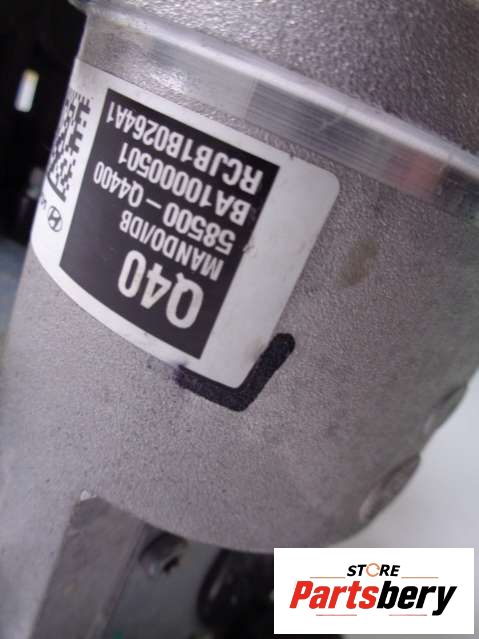 Q40
MANDO/IDB
58500 - Q4400
BA10000501
RCJB1B0264A1
STORE
Partsbery